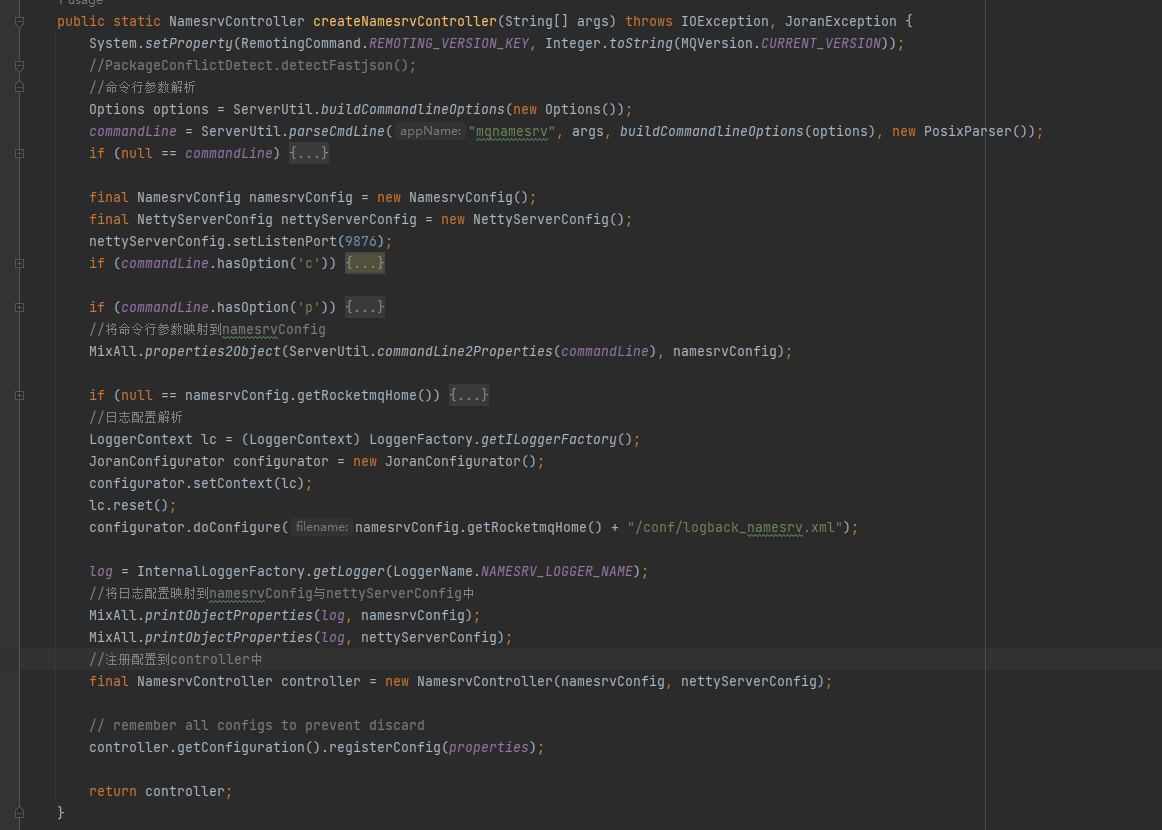 1 usage
public static NamesrvController createNamesrvController(String[] args) throws IOException, JoranException {
System.setProperty(RemotingCommand.REMOTING_VERSION_KEY, Integer.toString(MQVersion.CURRENT_VERSION));
//PackageConflictDetect.detectFastjson();
//命令行参数解析
Options options = ServerUtil.buildCommandlineOptions(new Options());
commandLine = ServerUtil.parseCmdLine( appName: "mqnamesrv", args, buildCommandlineOptions(options), new PosixParser());
if (null == commandLine) {...}
final NamesrvConfig namesrvConfig = new NamesrvConfig();
final NettyServerConfig nettyServerConfig = new NettyServerConfig();
nettyServerConfig.setListenPort(9876);
if (commandLine.hasOption('c')) {...}
if (commandLine.hasOption('p')) {...}
//将命令行参数映射到namesrvConfig
MixAll.properties2Object(ServerUtil.commandLine2Properties(commandLine), namesrvConfig);
if (null == namesrvConfig.getRocketmqHome()) {...}
//日志配置解析
LoggerContext lc = (LoggerContext) LoggerFactory.getILoggerFactory();
JoranConfigurator configurator = new JoranConfigurator();
configurator.setContext(lc);
lc.reset();
configurator.doConfigure( filename: namesrvConfig.getRocketmqHome() + "/conf/logback_namesrv.xml");
log = InternalLoggerFactory.getLogger(LoggerName.NAMESRV_LOGGER_NAME);
//将日志配置映射到namesrvConfig与nettyServerConfig中
MixAll.printObjectProperties(log, namesrvConfig);
MixAll.printObjectProperties(log, nettyServerConfig);
//注册配置到controller中
final NamesrvController controller = new NamesrvController(namesrvConfig, nettyServerConfig);
// remember all configs to prevent discard
controller.getConfiguration().registerConfig(properties);
return controller;
}